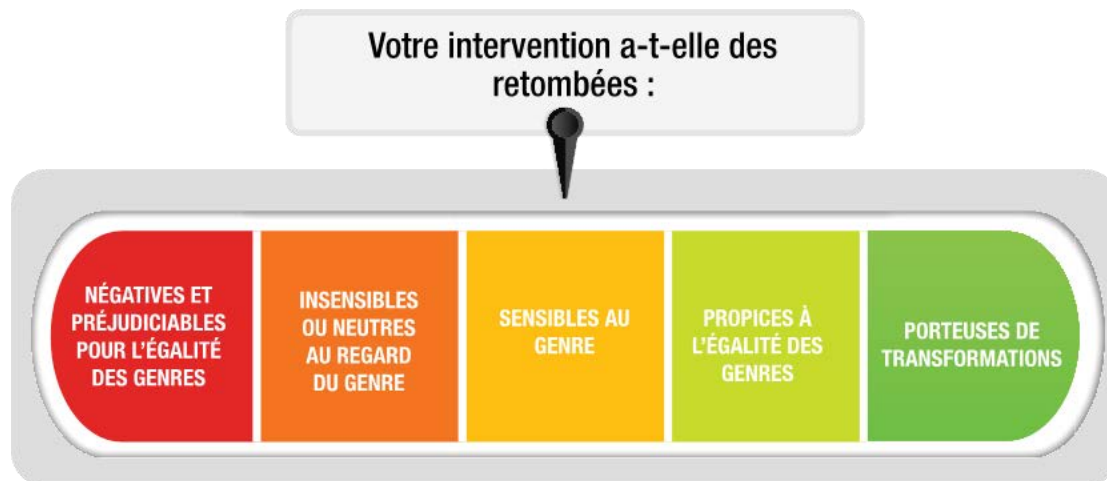 Votre intervention a-t-elle des
retombées :
NÉGATIVES ET
PRÉJUDICIABLES
POUR L'ÉGALITÉ
DES GENRES
INSENSIBLES
OU NEUTRES
AU REGARD
DU GENRE
SENSIBLES AU
GENRE
PROPICES À
L'ÉGALITÉ DES
GENRES
PORTEUSES DE
TRANSFORMATIONS